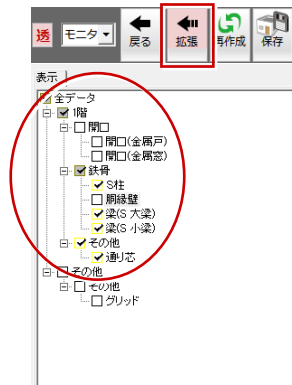 透 モニタ 戻る 拡張 再作成 保存
表示
全データ
1階
開口
開口(金属戸)
開口(金属窓)
鉄骨
S柱
胴縁壁
梁(S 大梁)
梁(S 小梁)
その他
通り芯
その他
その他
グリッド